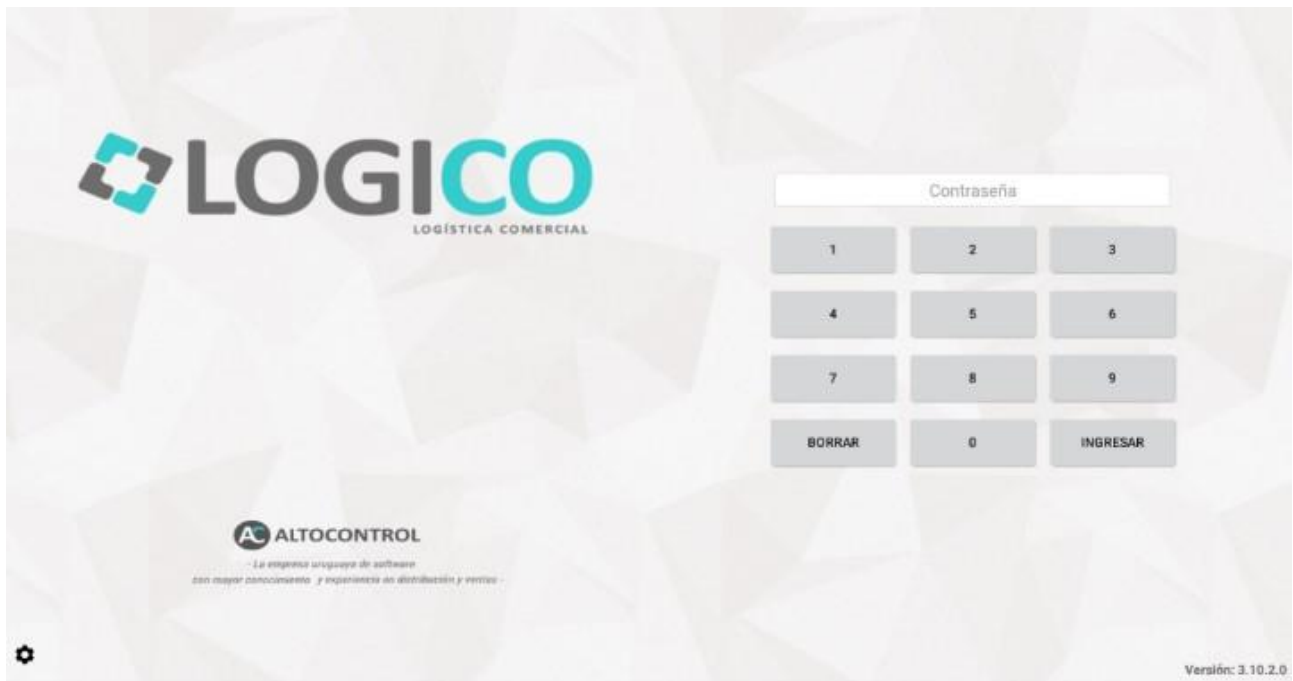 LOGICO
LOGÍSTICA COMERCIAL
Contraseña
1 2 3
4 5 6
7 8 9
BORRAR 0 INGRESAR
AC ALTOCONTROL
- La empresa uruguaya de software
con mayor conocimiento y experiencia en distribución y ventas -
Versión: 3.10.2.0